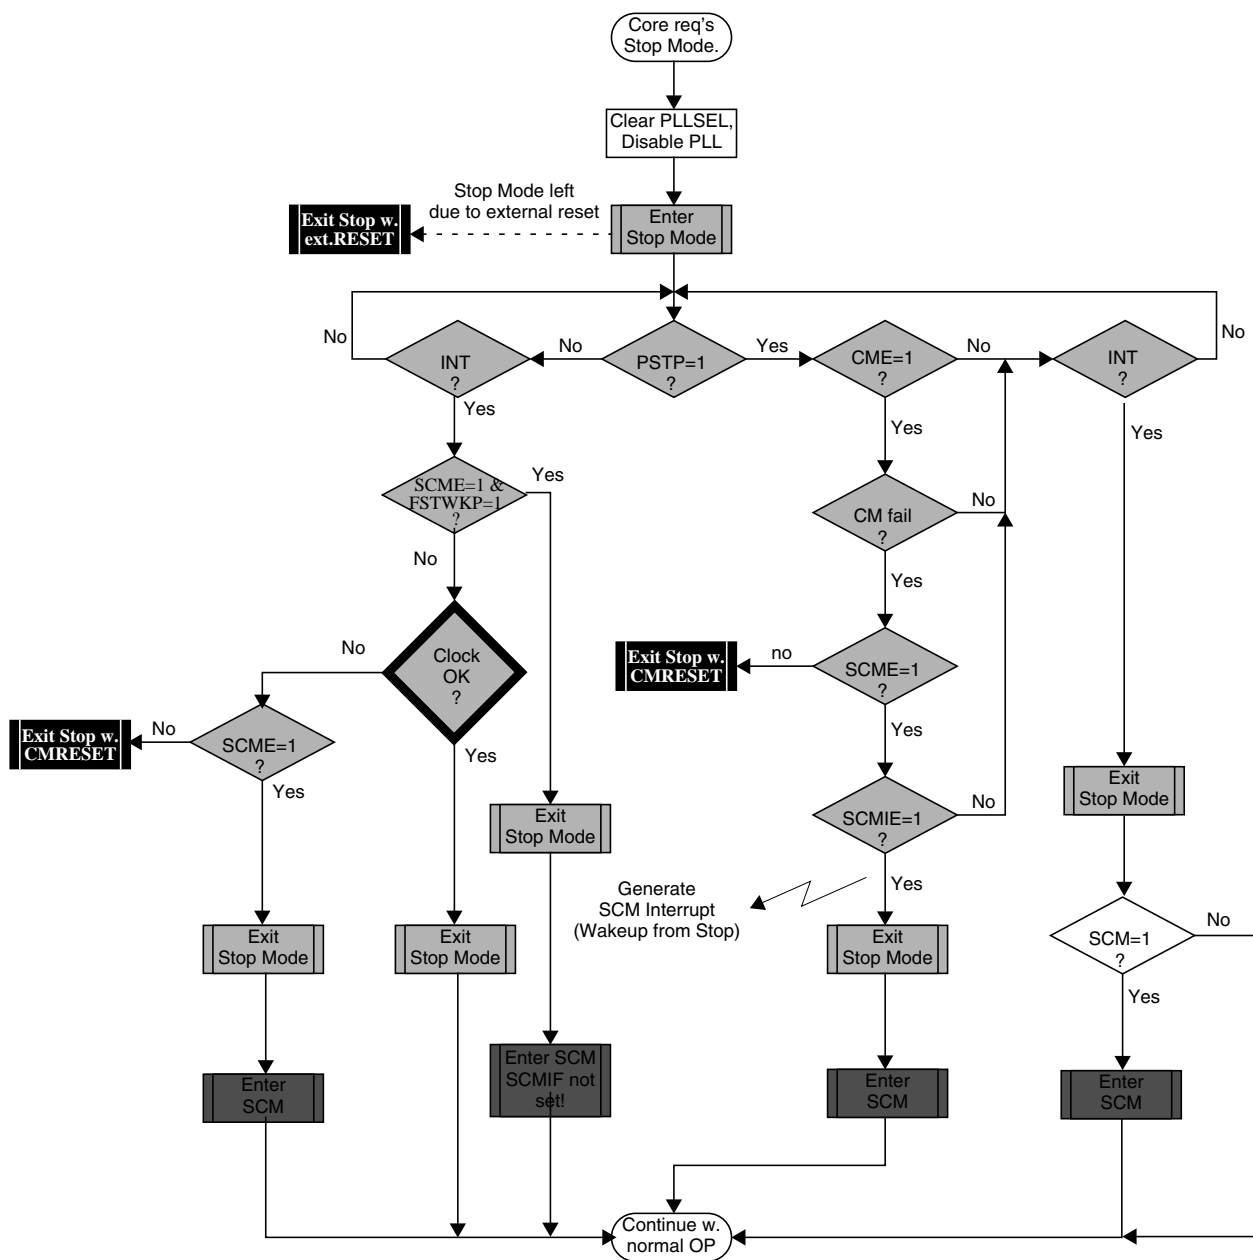 Core req's
Stop Mode.
Clear PLLSEL,
Disable PLL
Stop Mode left
due to external reset
Exit Stop w.
ext.RESET
Enter
Stop Mode
No
INT
?
No
PSTP=1
?
Yes
CME=1
?
No
INT
?
No
Yes
Yes
Yes
SCME=1 &
FSTWKP=1
?
Yes
CM fail
?
No
No
Yes
Clock
OK
?
No
Exit Stop w.
CMRESET
no
SCME=1
?
Exit Stop w.
CMRESET
No
SCME=1
?
Yes
Yes
Yes
Exit
Stop Mode
SCMIE=1
?
No
Exit
Stop Mode
Generate
SCM Interrupt
(Wakeup from Stop)
Yes
Exit
Stop Mode
Exit
Stop Mode
Exit
Stop Mode
SCM=1
?
No
Yes
Enter
SCM
Enter SCM
SCMIF not
set!
Enter
SCM
Enter
SCM
Continue w.
normal OP